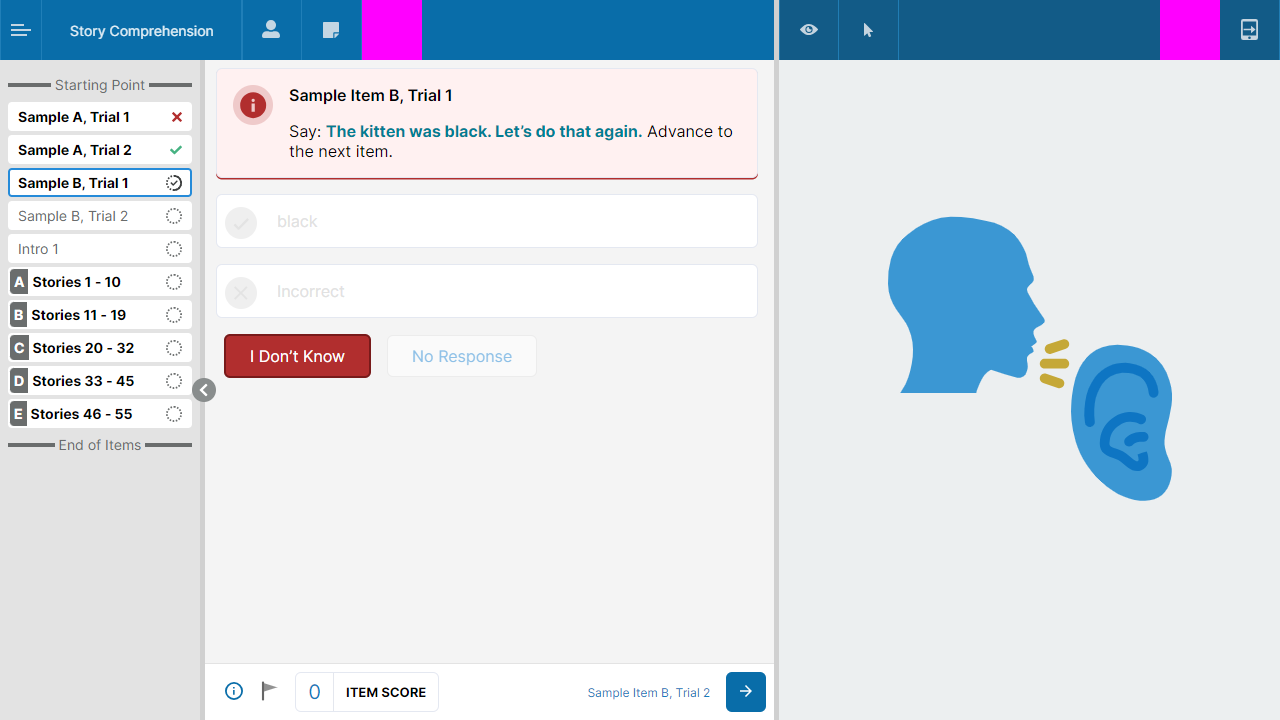 Story Comprehension
Starting Point
Sample A, Trial 1
Sample A, Trial 2
Sample B, Trial 1
Sample B, Trial 2
Intro 1
A Stories 1 - 10
B Stories 11 - 19
C Stories 20 - 32
D Stories 33 - 45
E Stories 46 - 55
End of Items
Sample Item B, Trial 1
Say: The kitten was black. Let’s do that again. Advance to
the next item.
black
Incorrect
I Don’t Know
No Response
0 ITEM SCORE
Sample Item B, Trial 2